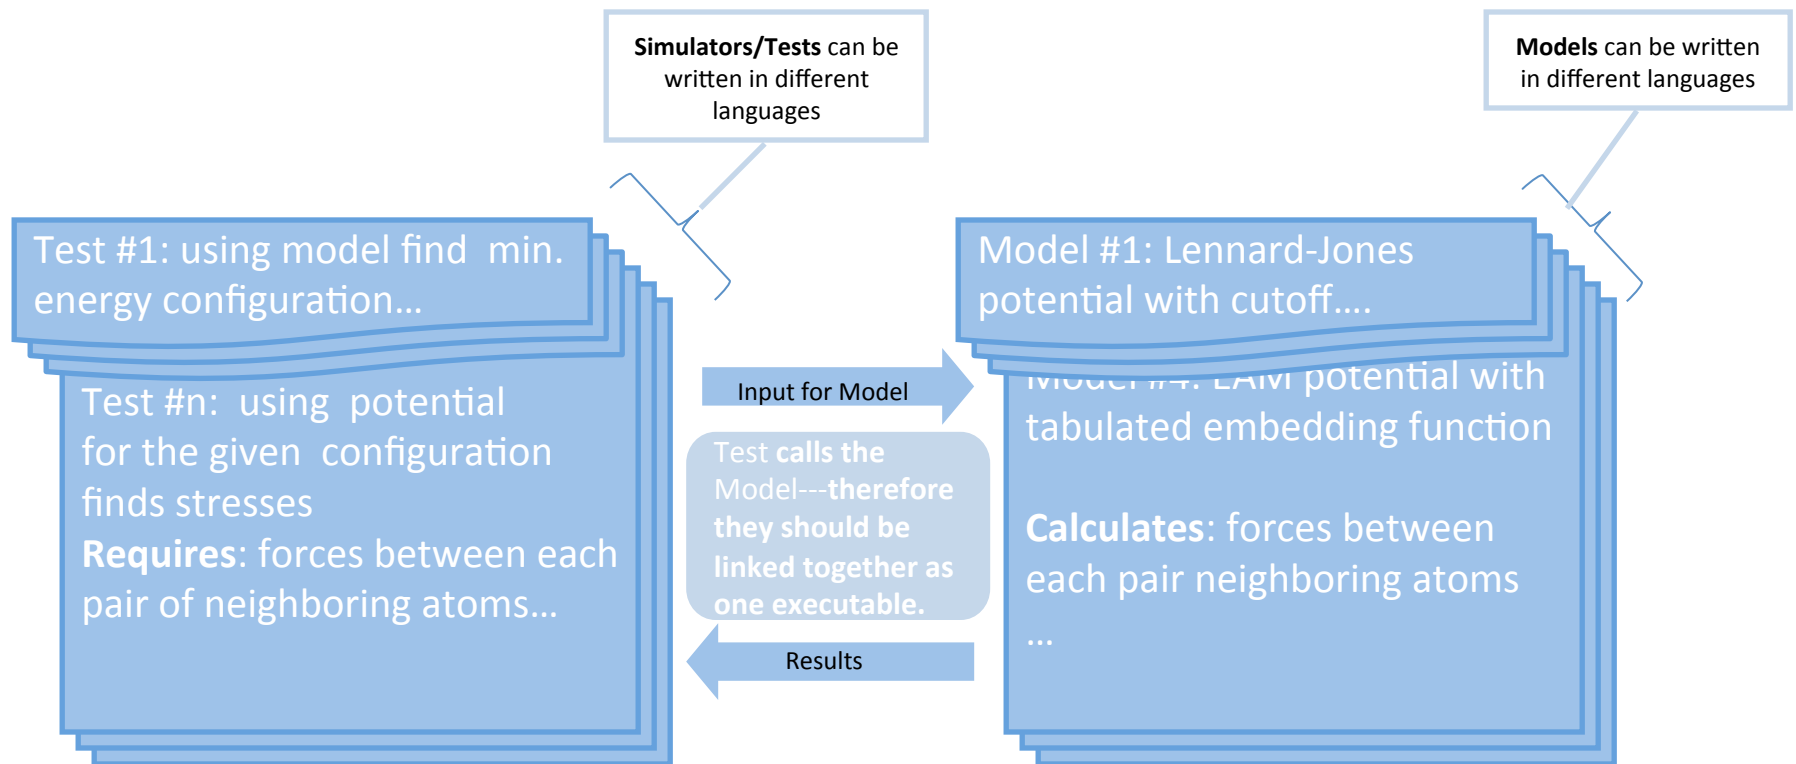 Simulators/Tests can be
written in different
languages
Models can be written
in different languages
Test #1: using model find  min.
energy configuration…
Test #n:  using  potential
for the given  configuration
finds stresses
Requires: forces between each
pair of neighboring atoms…
Input for Model
Test calls the
Model---therefore
they should be
linked together as
one executable.
Results
Model #1: Lennard-Jones
potential with cutoff….
Model #4: EAM potential with
tabulated embedding function
Calculates: forces between
each pair neighboring atoms
…